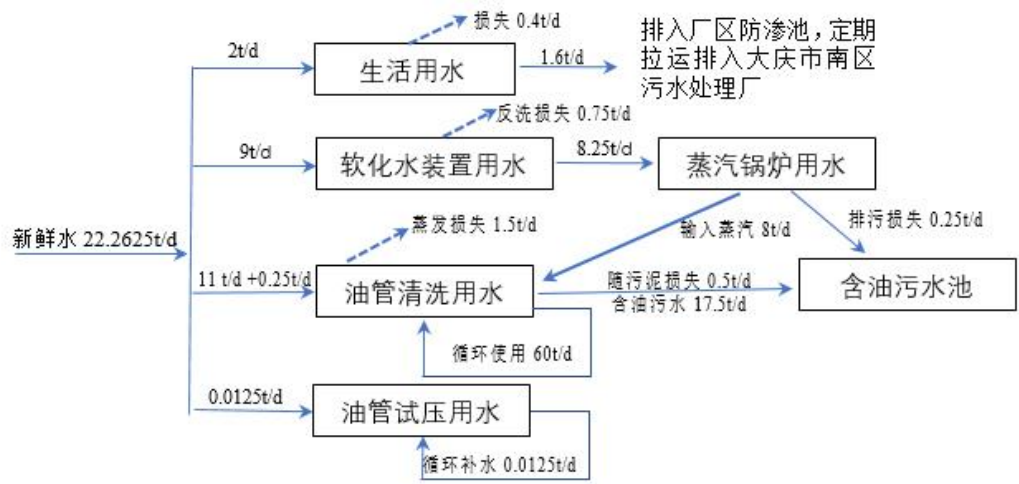 损失 0.4t/d
2t/d
生活用水
1.6t/d
排入厂区防渗池，定期
拉运排入大庆市南区
污水处理厂
反洗损失 0.75t/d
9t/d
软化水装置用水
8.25t/d
蒸汽锅炉用水
新鲜水 22.2625t/d
蒸发损失 1.5t/d
输入蒸汽 8t/d
排污损失 0.25t/d
11 t/d +0.25t/d
油管清洗用水
随污泥损失 0.5t/d
含油污水 17.5t/d
含油污水池
循环使用 60t/d
0.0125t/d
油管试压用水
循环补水 0.0125t/d